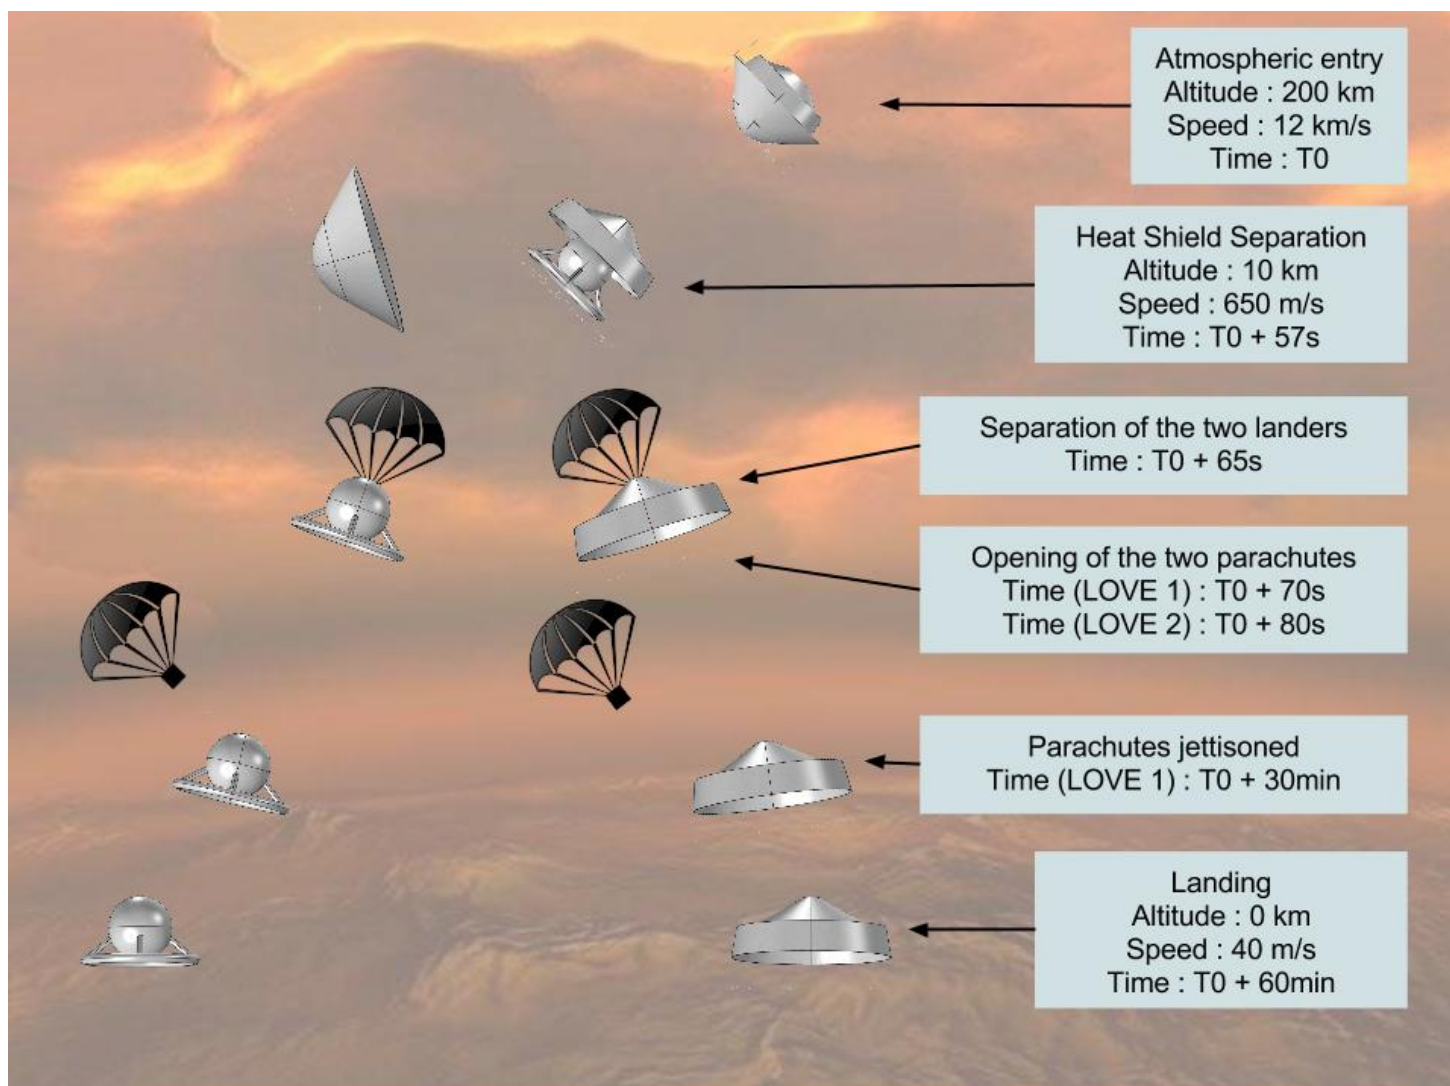 Atmospheric entry
Altitude : 200 km
Speed : 12 km/s
Time : T0
Heat Shield Separation
Altitude : 10 km
Speed : 650 m/s
Time : T0 + 57s
Separation of the two landers
Time : T0 + 65s
Opening of the two parachutes
Time (LOVE 1) : T0 + 70s
Time (LOVE 2) : T0 + 80s
Parachutes jettisoned
Time (LOVE 1) : T0 + 30min
Landing
Altitude : 0 km
Speed : 40 m/s
Time : T0 + 60min